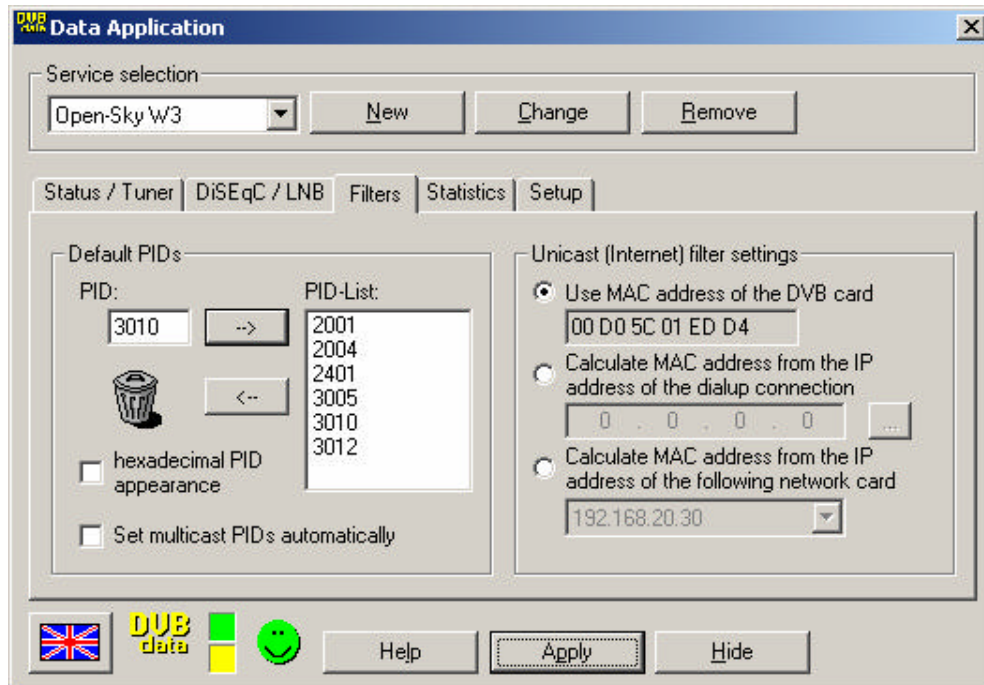 DVB data Data Application
Service selection
Open-Sky W3 New Change Remove
Status / Tuner DiSEqC / LNB Filters Statistics Setup
Default PIDs
PID:
3010 -->
<--
PID-List:
2001
2004
2401
3005
3010
3012
hexadecimal PID
appearance
Set multicast PIDs automatically
Unicast (Internet) filter settings
Use MAC address of the DVB card
00 D0 5C 01 ED D4
Calculate MAC address from the IP
address of the dialup connection
0 . 0 . 0 . 0 ...
Calculate MAC address from the IP
address of the following network card
192.168.20.30
DVB
data
Help Apply Hide